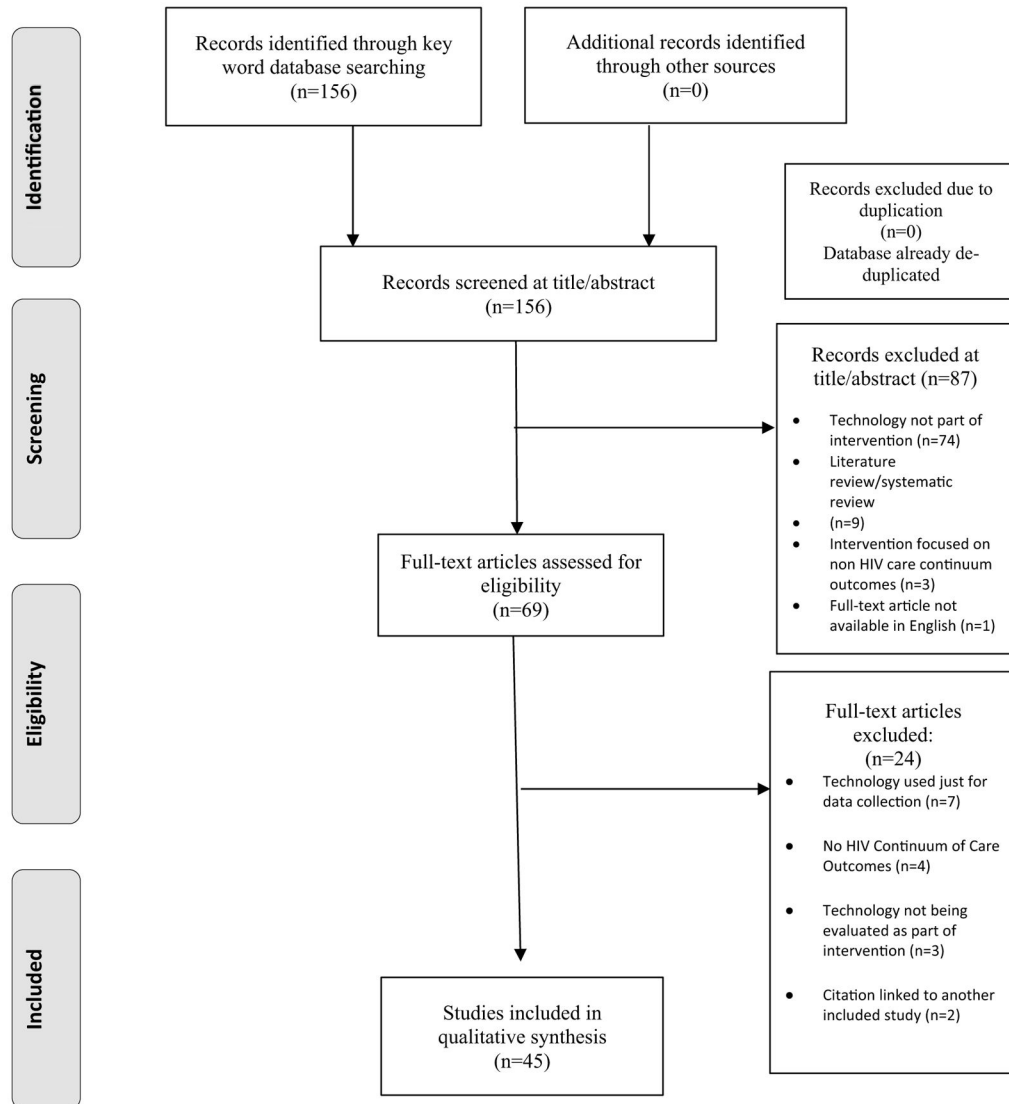 Identification
Screening
Eligibility
Included
Records identified through key
word database searching
(n=156)
Additional records identified
through other sources
(n=0)
Records excluded due to
duplication
(n=0)
Database already de-
duplicated
Records screened at title/abstract
(n=156)
Records excluded at
title/abstract (n=87)
• Technology not part of
intervention (n=74)
• Literature
review/systematic
review
• (n=9)
• Intervention focused on
non HIV care continuum
outcomes (n=3)
• Full-text article not
available in English (n=1)
Full-text articles assessed for
eligibility
(n=69)
Full-text articles
excluded:
(n=24)
• Technology used just for
data collection (n=7)
• No HIV Continuum of Care
Outcomes (n=4)
• Technology not being
evaluated as part of
intervention (n=3)
• Citation linked to another
included study (n=2)
Studies included in
qualitative synthesis
(n=45)